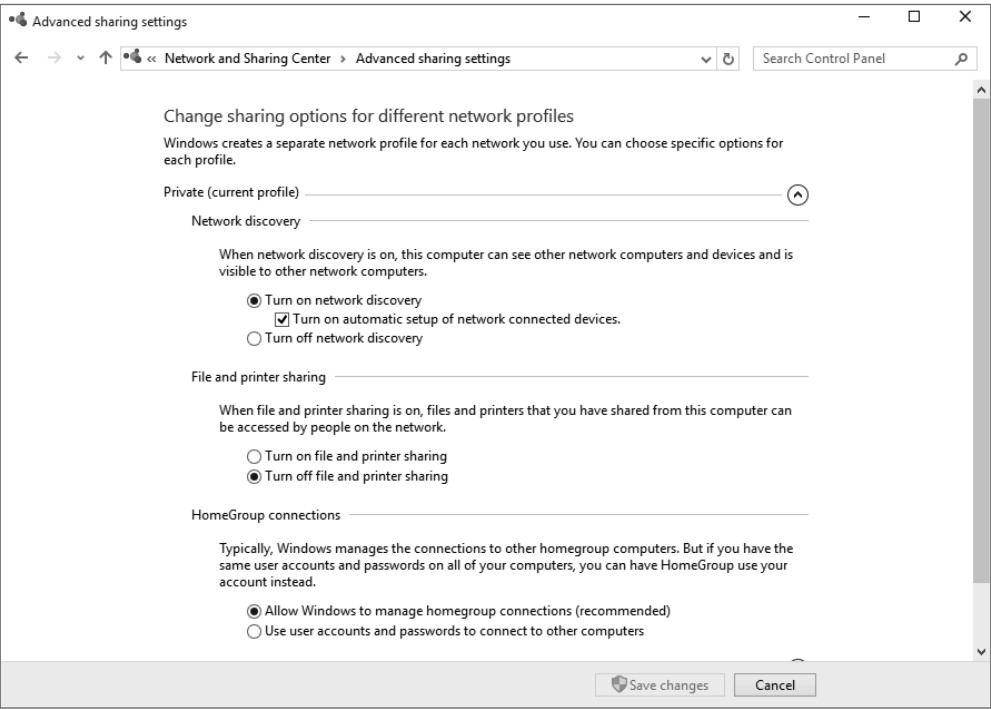 Advanced sharing settings
« Network and Sharing Center › Advanced sharing settings
Search Control Panel
Change sharing options for different network profiles
Windows creates a separate network profile for each network you use. You can choose specific options for
each profile.
Private (current profile)
Network discovery
When network discovery is on, this computer can see other network computers and devices and is
visible to other network computers.
Turn on network discovery
Turn on automatic setup of network connected devices.
Turn off network discovery
File and printer sharing
When file and printer sharing is on, files and printers that you have shared from this computer can
be accessed by people on the network.
Turn on file and printer sharing
Turn off file and printer sharing
HomeGroup connections
Typically, Windows manages the connections to other homegroup computers. But if you have the
same user accounts and passwords on all of your computers, you can have HomeGroup use your
account instead.
Allow Windows to manage homegroup connections (recommended)
Use user accounts and passwords to connect to other computers
Save changes
Cancel